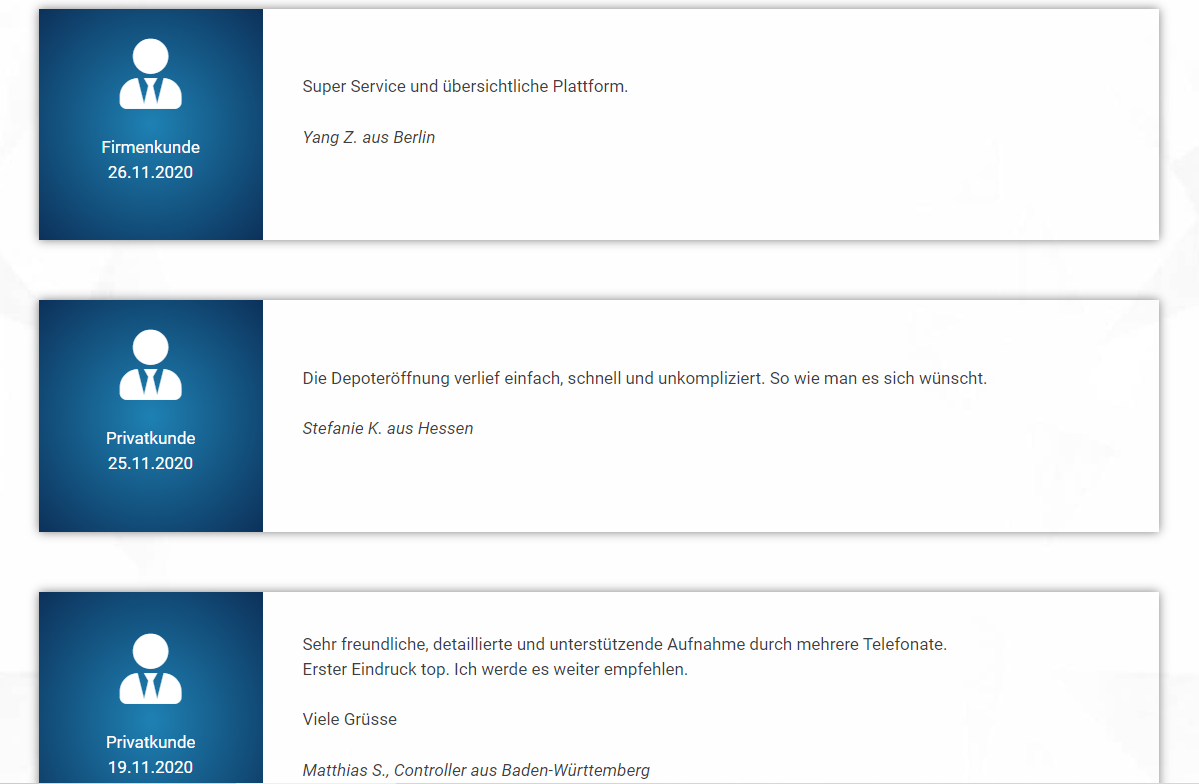 Firmenkunde
26.11.2020
Super Service und übersichtliche Plattform.
Yang Z. aus Berlin
Privatkunde
25.11.2020
Die Depoteröffnung verlief einfach, schnell und unkompliziert. So wie man es sich wünscht.
Stefanie K. aus Hessen
Privatkunde
19.11.2020
Sehr freundliche, detaillierte und unterstützende Aufnahme durch mehrere Telefonate.
Erster Eindruck top. Ich werde es weiter empfehlen.
Viele Grüsse
Matthias S., Controller aus Baden-Württemberg